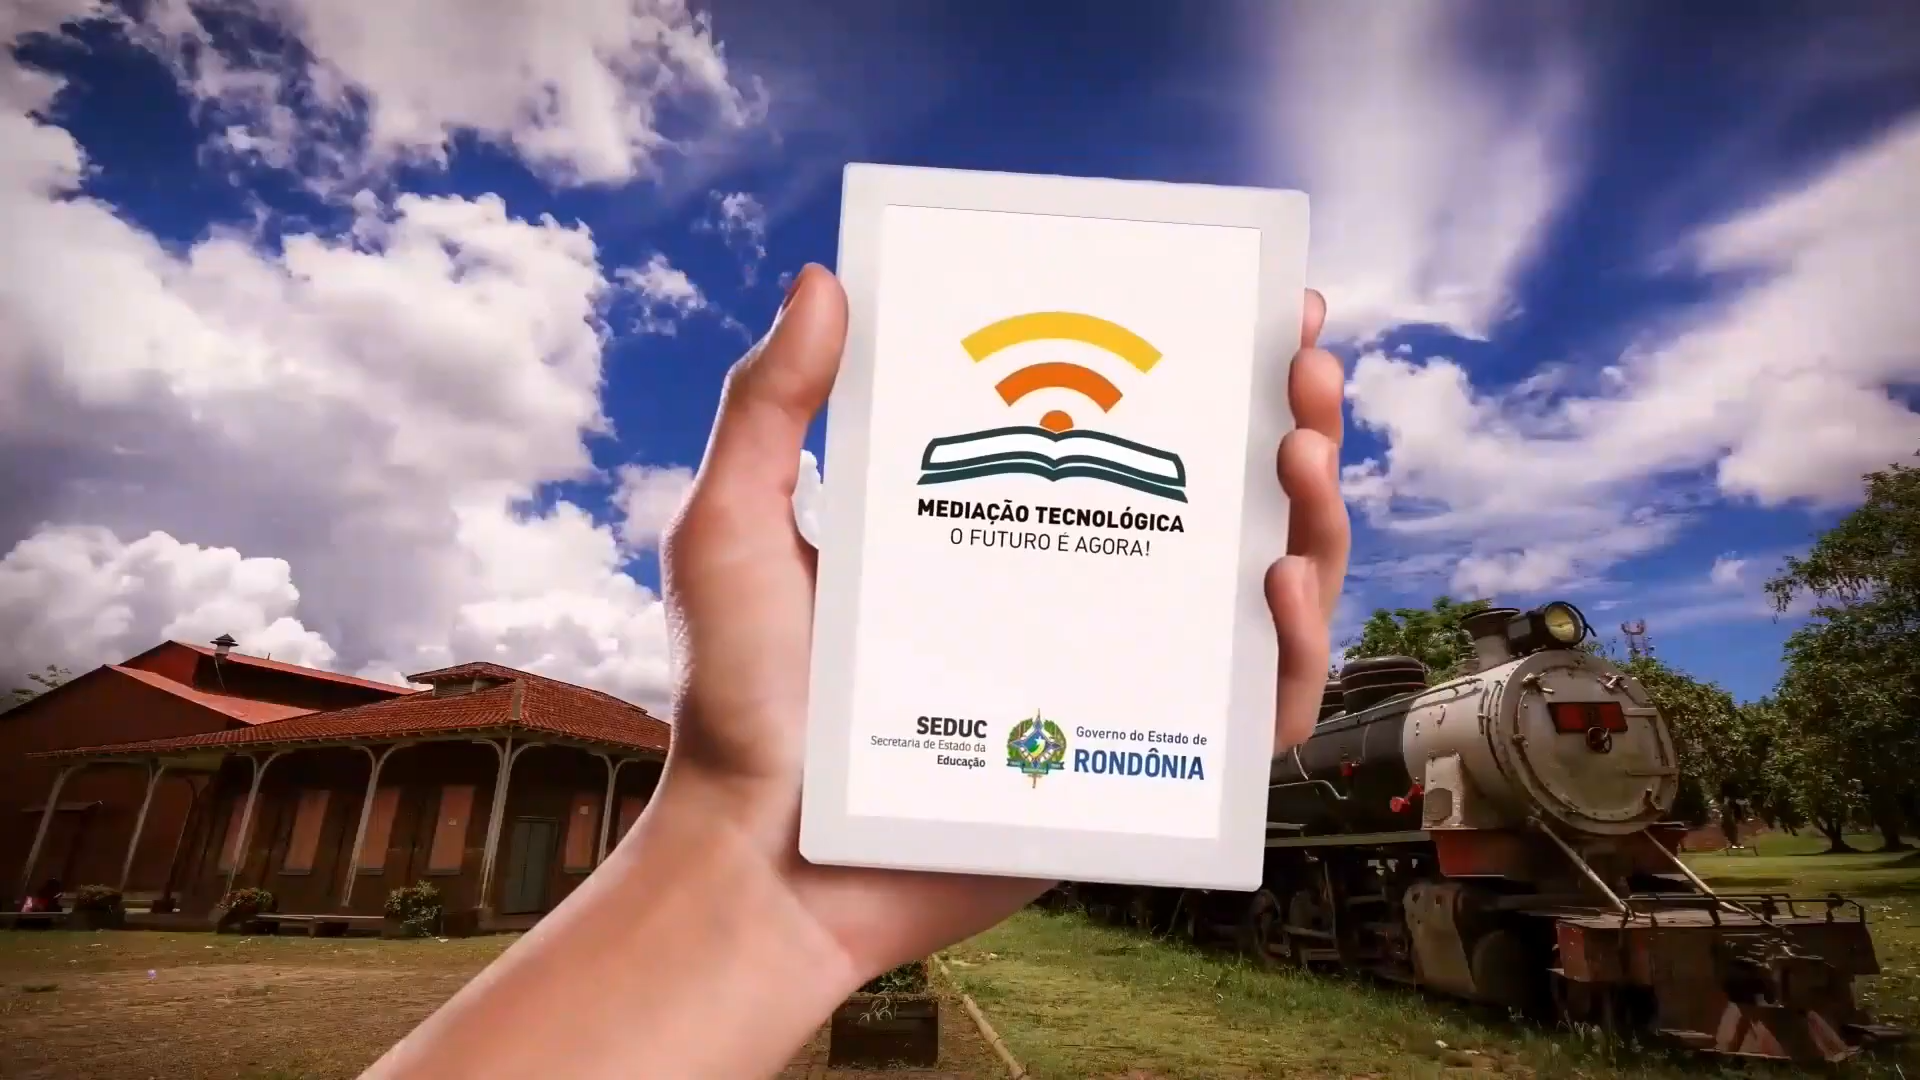 MEDIAÇÃO TECNOLÓGICA
O FUTURO É AGORA!
SEDUC
Secretaria de Estado da
Educação
Governo do Estado de
RONDÔNIA